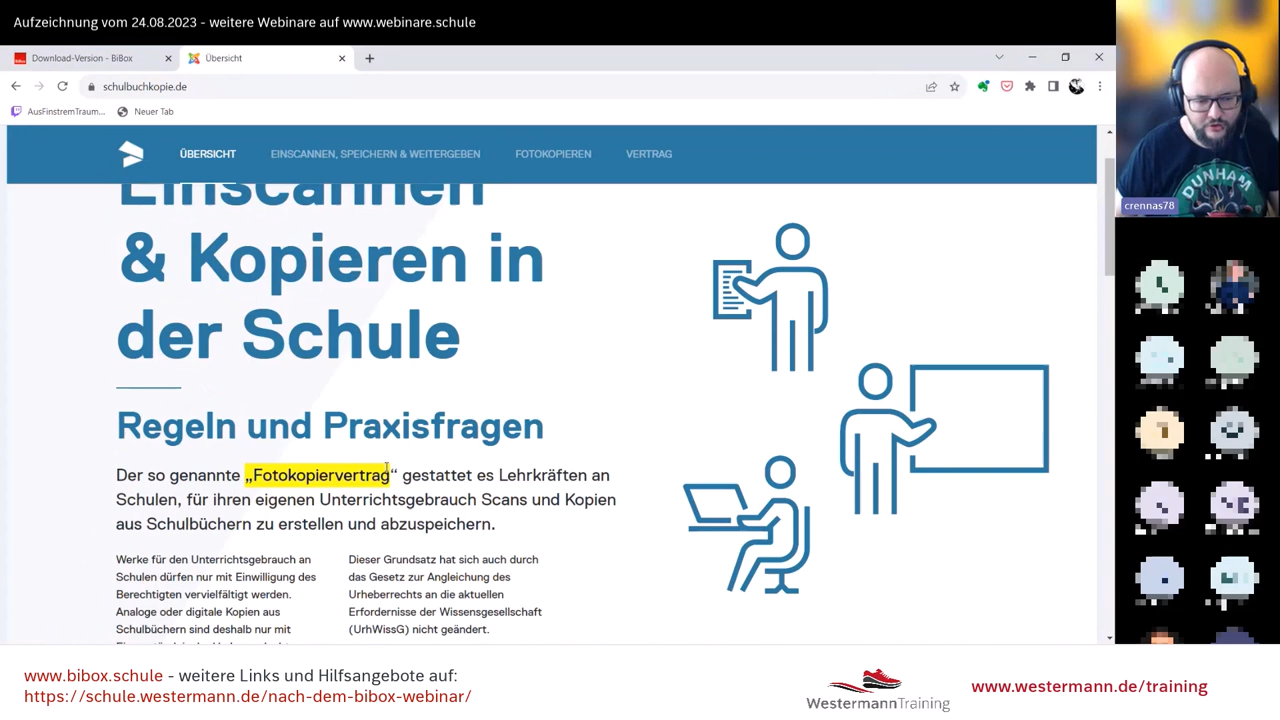 Aufzeichnung vom 24.08.2023 - weitere Webinare auf www.webinare.schule
Download-Version - BiBox
Übersicht
schulbuchkopie.de
AusFinstremTraum...
Neuer Tab
ÜBERSICHT
EINSCANNEN, SPEICHERN & WEITERGEBEN
FOTOKOPIEREN
VERTRAG
Einscannen
& Kopieren in
der Schule
Regeln und Praxisfragen
Der so genannte „Fotokopiervertrag“ gestattet es Lehrkräften an
Schulen, für ihren eigenen Unterrichtsgebrauch Scans und Kopien
aus Schulbüchern zu erstellen und abzuspeichern.
Werke für den Unterrichtsgebrauch an
Schulen dürfen nur mit Einwilligung des
Berechtigten vervielfältigt werden.
Analoge oder digitale Kopien aus
Schulbüchern sind deshalb nur mit
Dieser Grundsatz hat sich auch durch
das Gesetz zur Angleichung des
Urheberrechts an die aktuellen
Erfordernisse der Wissensgesellschaft
(UrhWissG) nicht geändert.
DUNHAM
crennas78
www.bibox.schule - weitere Links und Hilfsangebote auf:
https://schule.westermann.de/nach-dem-bibox-webinar/
WestermannTraining
www.westermann.de/training